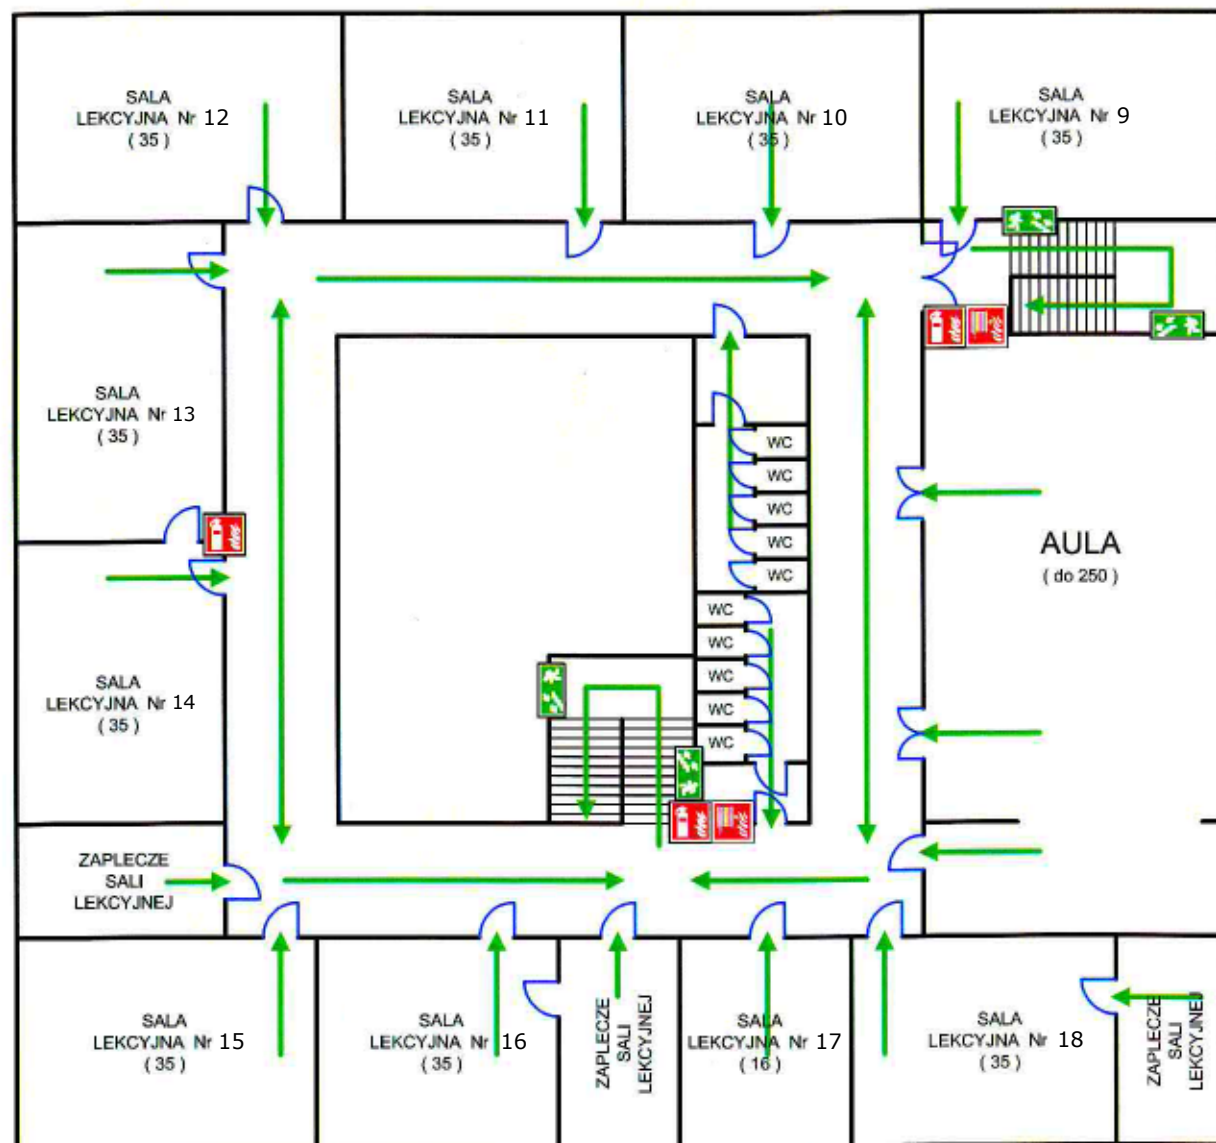 SALA
LEKCYJNA Nr 12
( 35 )
SALA
LEKCYJNA Nr 11
( 35 )
SALA
LEKCYJNA Nr 10
( 35 )
SALA
LEKCYJNA Nr 9
( 35 )
SALA
LEKCYJNA Nr 13
( 35 )
WC
WC
WC
WC
WC
AULA
( do 250 )
WC
WC
WC
WC
WC
SALA
LEKCYJNA Nr 14
( 35 )
ZAPLECZE
SALI
LEKCYJNEJ
SALA
LEKCYJNA Nr 15
( 35 )
SALA
LEKCYJNA Nr 16
( 35 )
ZAPLECZE
SALI
LEKCYJNEJ
SALA
LEKCYJNA Nr 17
( 16 )
SALA
LEKCYJNA Nr 18
( 35 )
ZAPLECZE
SALI
LEKCYJNEJ